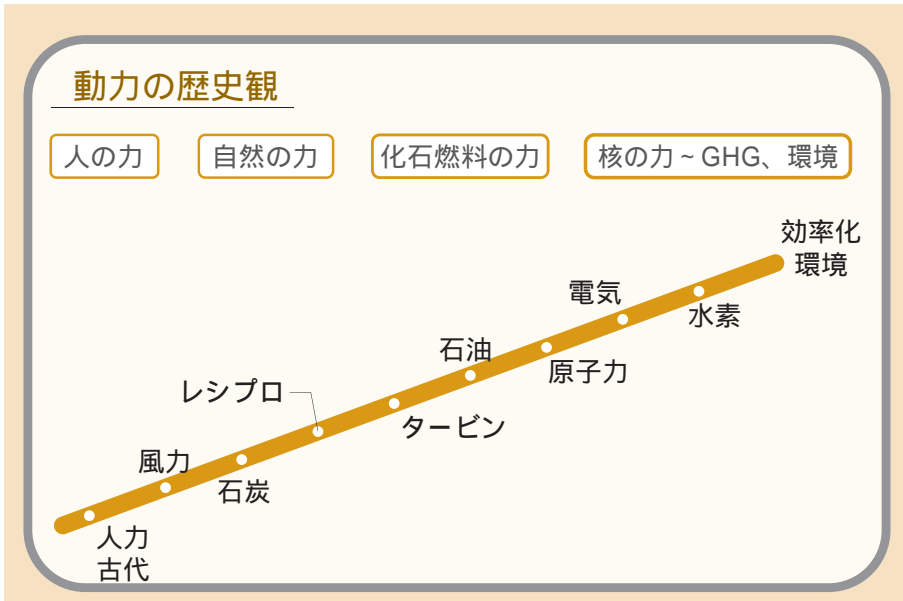 動力の歴史観
人の力
自然の力
化石燃料の力
核の力~GHG、環境
効率化
環境
電気
水素
石油
原子力
レシプロ
タービン
風力
石炭
人力
古代